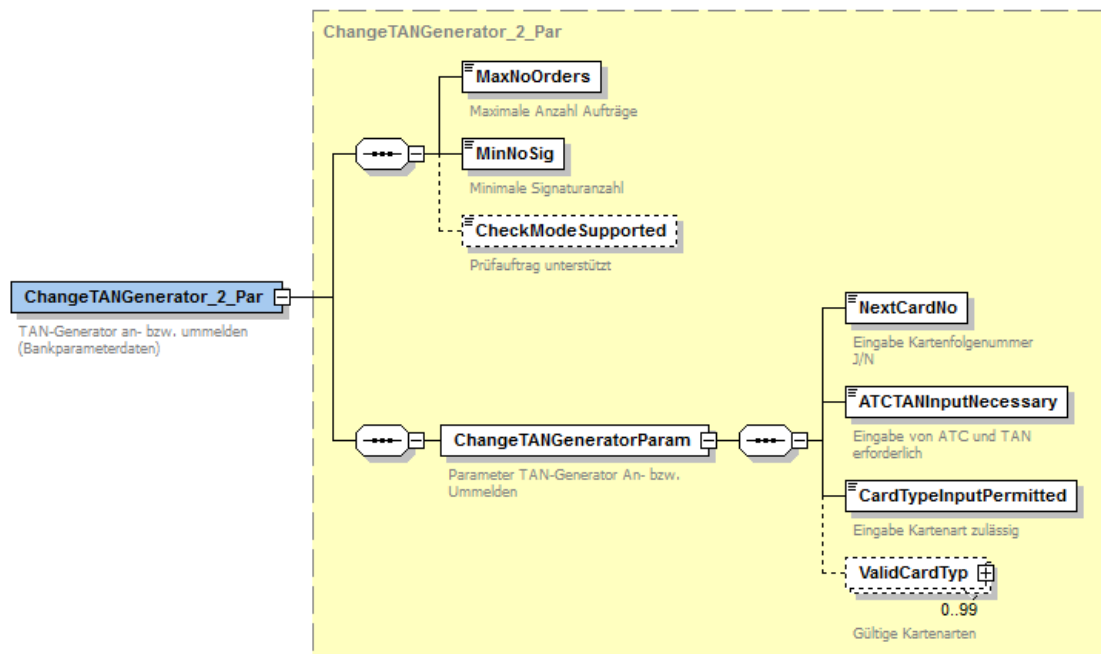 ChangeTANGenerator_2_Par
MaxNoOrders
Maximale Anzahl Aufträge
MinNoSig
Minimale Signaturanzahl
CheckModeSupported
Prüfauftrag unterstützt
ChangeTANGenerator_2_Par
TAN-Generator an- bzw. ummelden
(Bankparameterdaten)
NextCardNo
Eingabe Kartenfolgenummer
J/N
ATCTANInputNecessary
Eingabe von ATC und TAN
erforderlich
ChangeTANGeneratorParam
Parameter TAN-Generator An- bzw.
Ummelden
CardTypeInputPermitted
Eingabe Kartenart zulässig
ValidCardTyp
0..99
Gültige Kartenarten